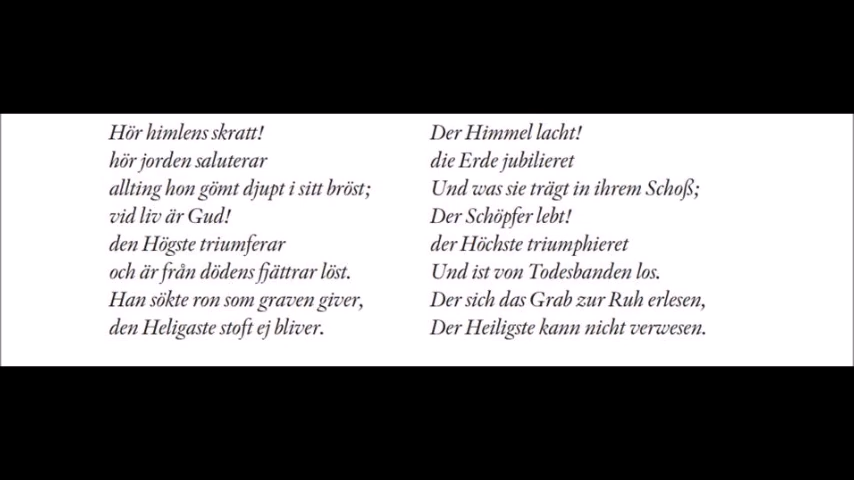 Hör himlens skratt!
hör jorden saluterar
allting hon gömt djupt i sitt bröst;
vid liv är Gud!
den Högste triumferar
och är från dödens fjättrar löst.
Han sökte ron som graven giver,
den Heligaste stoft ej bliver.
Der Himmel lacht!
die Erde jubilieret
Und was sie trägt in ihrem Schoß;
Der Schöpfer lebt!
der Höchste triumphieret
Und ist von Todesbanden los.
Der sich das Grab zur Ruh erlesen,
Der Heiligste kann nicht verwesen.